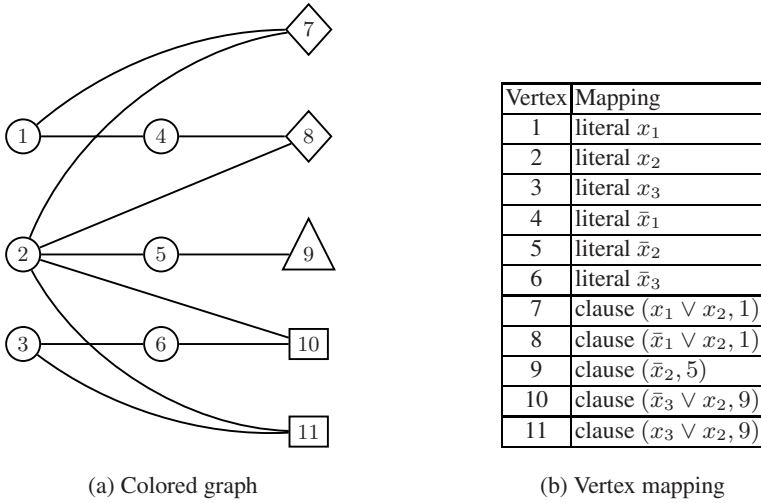 7
1
4
8
2
5
9
3
6
10
11
(a) Colored graph
Vertex Mapping
1 literal x₁
2 literal x₂
3 literal x₃
4 literal x̄₁
5 literal x̄₂
6 literal x̄₃
7 clause (x₁ ∨ x₂, 1)
8 clause (x̄₁ ∨ x₂, 1)
9 clause (x̄₂, 5)
10 clause (x̄₃ ∨ x₂, 9)
11 clause (x₃ ∨ x₂, 9)
(b) Vertex mapping